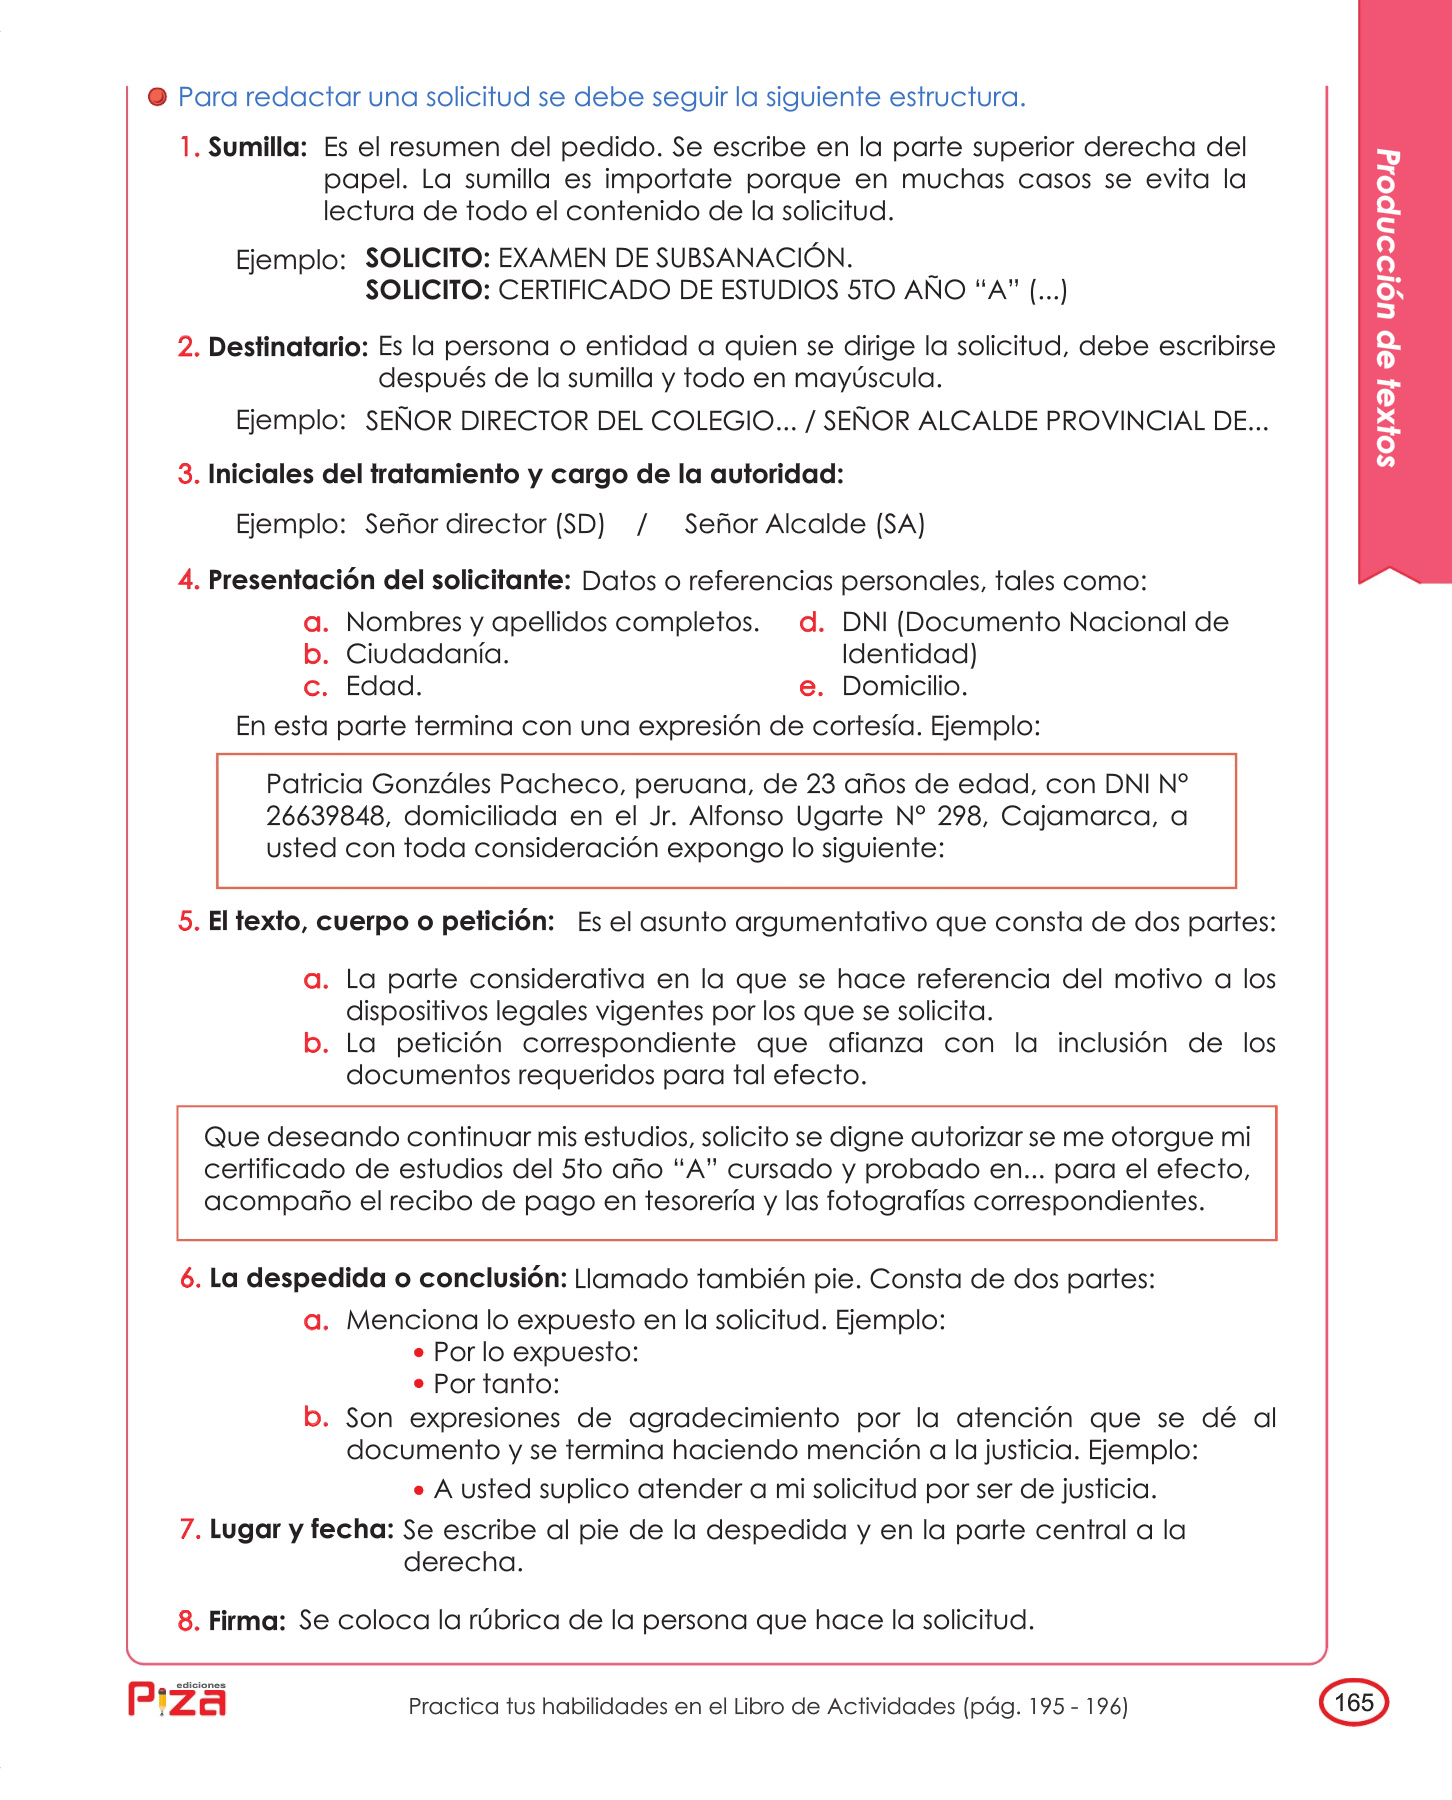 Para redactar una solicitud se debe seguir la siguiente estructura.
1. Sumilla: Es el resumen del pedido. Se escribe en la parte superior derecha del
papel. La sumilla es importate porque en muchas casos se evita la
lectura de todo el contenido de la solicitud.
Ejemplo: SOLICITO: EXAMEN DE SUBSANACIÓN.
SOLICITO: CERTIFICADO DE ESTUDIOS 5TO AÑO “A” (...)
2. Destinatario: Es la persona o entidad a quien se dirige la solicitud, debe escribirse
después de la sumilla y todo en mayúscula.
Ejemplo: SEÑOR DIRECTOR DEL COLEGIO... / SEÑOR ALCALDE PROVINCIAL DE...
3. Iniciales del tratamiento y cargo de la autoridad:
Ejemplo: Señor director (SD) / Señor Alcalde (SA)
4. Presentación del solicitante: Datos o referencias personales, tales como:
a. Nombres y apellidos completos.
b. Ciudadanía.
c. Edad.
d. DNI (Documento Nacional de
Identidad)
e. Domicilio.
En esta parte termina con una expresión de cortesía. Ejemplo:
Patricia Gonzáles Pacheco, peruana, de 23 años de edad, con DNI N°
26639848, domiciliada en el Jr. Alfonso Ugarte N° 298, Cajamarca, a
usted con toda consideración expongo lo siguiente:
5. El texto, cuerpo o petición: Es el asunto argumentativo que consta de dos partes:
a. La parte considerativa en la que se hace referencia del motivo a los
dispositivos legales vigentes por los que se solicita.
b. La petición correspondiente que afianza con la inclusión de los
documentos requeridos para tal efecto.
Que deseando continuar mis estudios, solicito se digne autorizar se me otorgue mi
certificado de estudios del 5to año “A” cursado y probado en... para el efecto,
acompaño el recibo de pago en tesorería y las fotografías correspondientes.
6. La despedida o conclusión: Llamado también pie. Consta de dos partes:
a. Menciona lo expuesto en la solicitud. Ejemplo:
• Por lo expuesto:
• Por tanto:
b. Son expresiones de agradecimiento por la atención que se dé al
documento y se termina haciendo mención a la justicia. Ejemplo:
• A usted suplico atender a mi solicitud por ser de justicia.
7. Lugar y fecha: Se escribe al pie de la despedida y en la parte central a la
derecha.
8. Firma: Se coloca la rúbrica de la persona que hace la solicitud.
Producción de textos
ediciones
Piza
Practica tus habilidades en el Libro de Actividades (pág. 195 - 196)
165